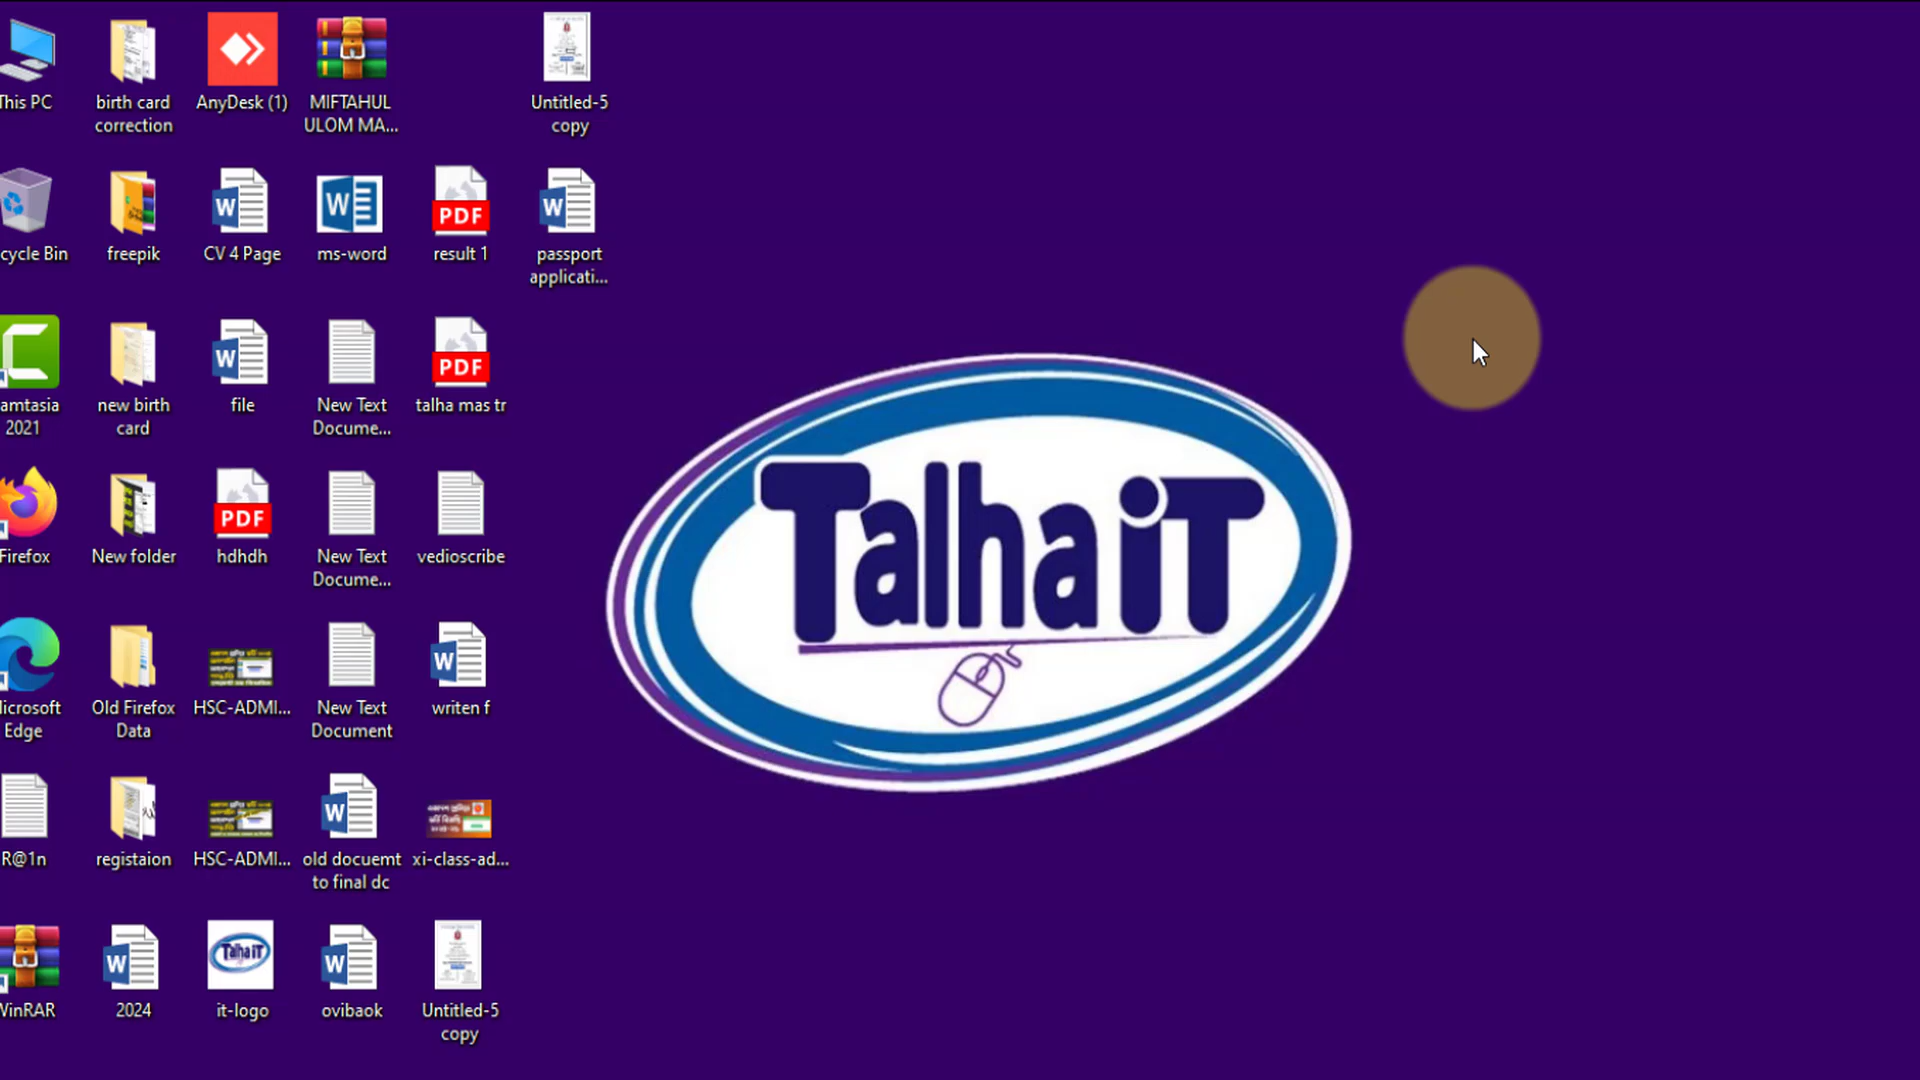 This PC
birth card
correction
AnyDesk (1)
MIFTAHUL
ULOM MA...
Untitled-5
copy
cycle Bin
freepik
CV 4 Page
ms-word
PDF
result 1
passport
applicati...
amtasia
2021
new birth
card
file
New Text
Docume...
PDF
talha mas tr
Firefox
New folder
PDF
hdhdh
New Text
Docume...
vedioscribe
Talha iT
Microsoft
Edge
Old Firefox
Data
HSC-ADMI...
New Text
Document
writen f
R@1n
registaion
HSC-ADMI...
old docuemt
to final dc
xi-class-ad...
WinRAR
2024
Talha iT
it-logo
ovibaok
Untitled-5
copy